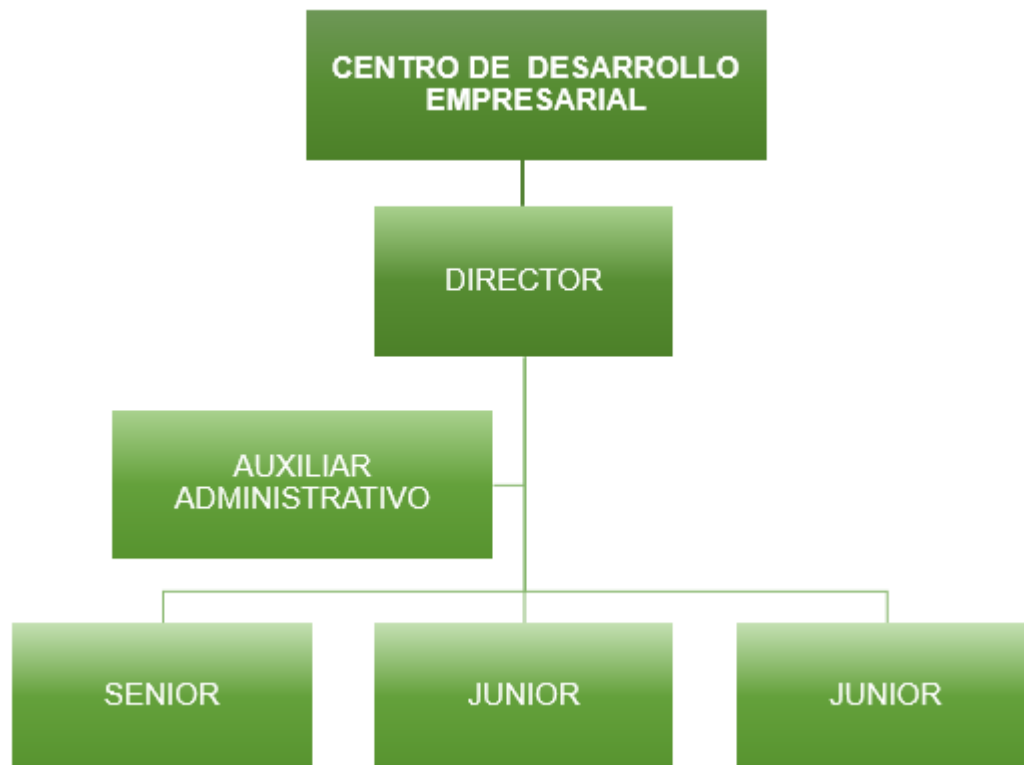 CENTRO DE DESARROLLO
EMPRESARIAL
DIRECTOR
AUXILIAR
ADMINISTRATIVO
SENIOR
JUNIOR
JUNIOR